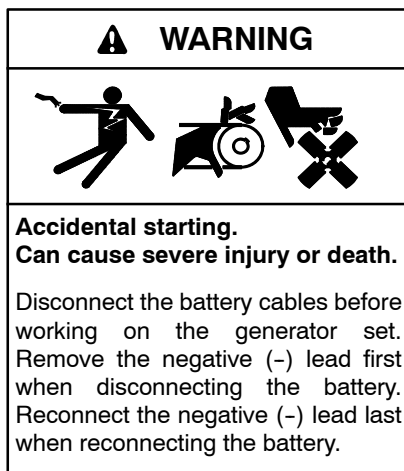 WARNING
Accidental starting.
Can cause severe injury or death.
Disconnect the battery cables before
working on the generator set.
Remove the negative (-) lead first
when disconnecting the battery.
Reconnect the negative (-) lead last
when reconnecting the battery.